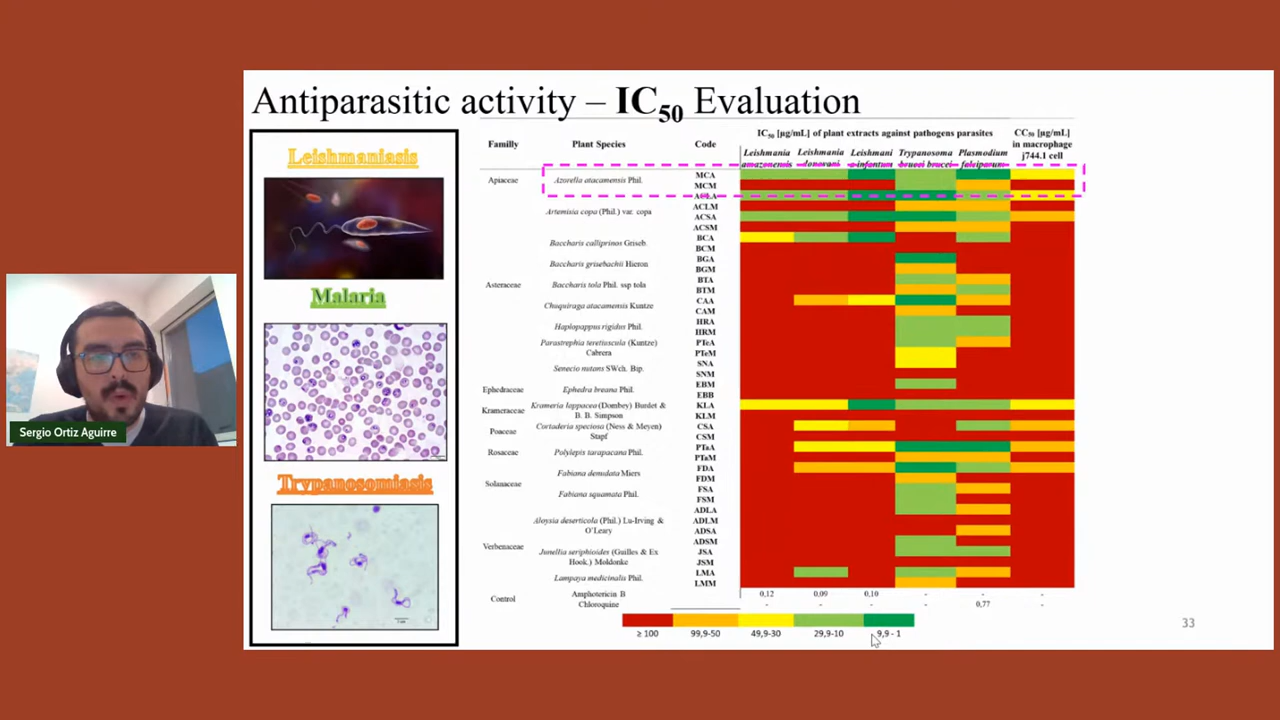 Antiparasitic activity – IC50 Evaluation
Leishmaniasis
Malaria
Trypanosomiasis
Sergio Ortiz Aguirre
IC50 [µg/mL] of plant extracts against pathogens parasites
CC50 [µg/mL]
in macrophage
j744.1 cell
Familly
Plant Species
Code
Leishmania
amazonensis
Leishmania
donovani
Leishmani
a infantum
Trypanosoma
brucei brucei
Plasmodium
falciparum
Apiaceae
Azorella atacamensis Phil.
MCA
MCM
ACLA
ACLM
Artemisia copa (Phil.) var. copa
ACSA
ACSM
Baccharis calliprinos Griseb.
BCA
BCM
Baccharis grisebachii Hieron
BGA
BGM
Asteraceae
Baccharis tola Phil. ssp tola
BTA
BTM
Chuquiraga atacamensis Kuntze
CAA
CAM
Haplopappus rigidus Phil.
HRA
HRM
Parastrephia teretiuscula (Kuntze)
Cabrera
PTeA
PTeM
Senecio nutans SWch. Bip.
SNA
SNM
Ephedraceae
Ephedra breana Phil.
EBM
EBB
Krameraceae
Krameria lappacea (Dombey) Burdet &
B. B. Simpson
KLA
KLM
Poaceae
Cortaderia speciosa (Ness & Meyen)
Stapf
CSA
CSM
Rosaceae
Polylepis tarapacana Phil.
PTaA
PTaM
Solanaceae
Fabiana denudata Miers
FDA
FDM
Fabiana squamata Phil.
FSA
FSM
Verbenaceae
Aloysia deserticola (Phil.) Lu-Irving &
O'Leary
ADLA
ADLM
ADSA
ADSM
Junellia seriphioides (Guilles & Ex
Hook.) Moldonke
JSA
JSM
Lampaya medicinalis Phil.
LMA
LMM
Control
Amphotericin B 0,12 0,09 0,10 - - -
Chloroquine - - - - 0,77 -
≥ 100 99,9-50 49,9-30 29,9-10 9,9 - 1
33